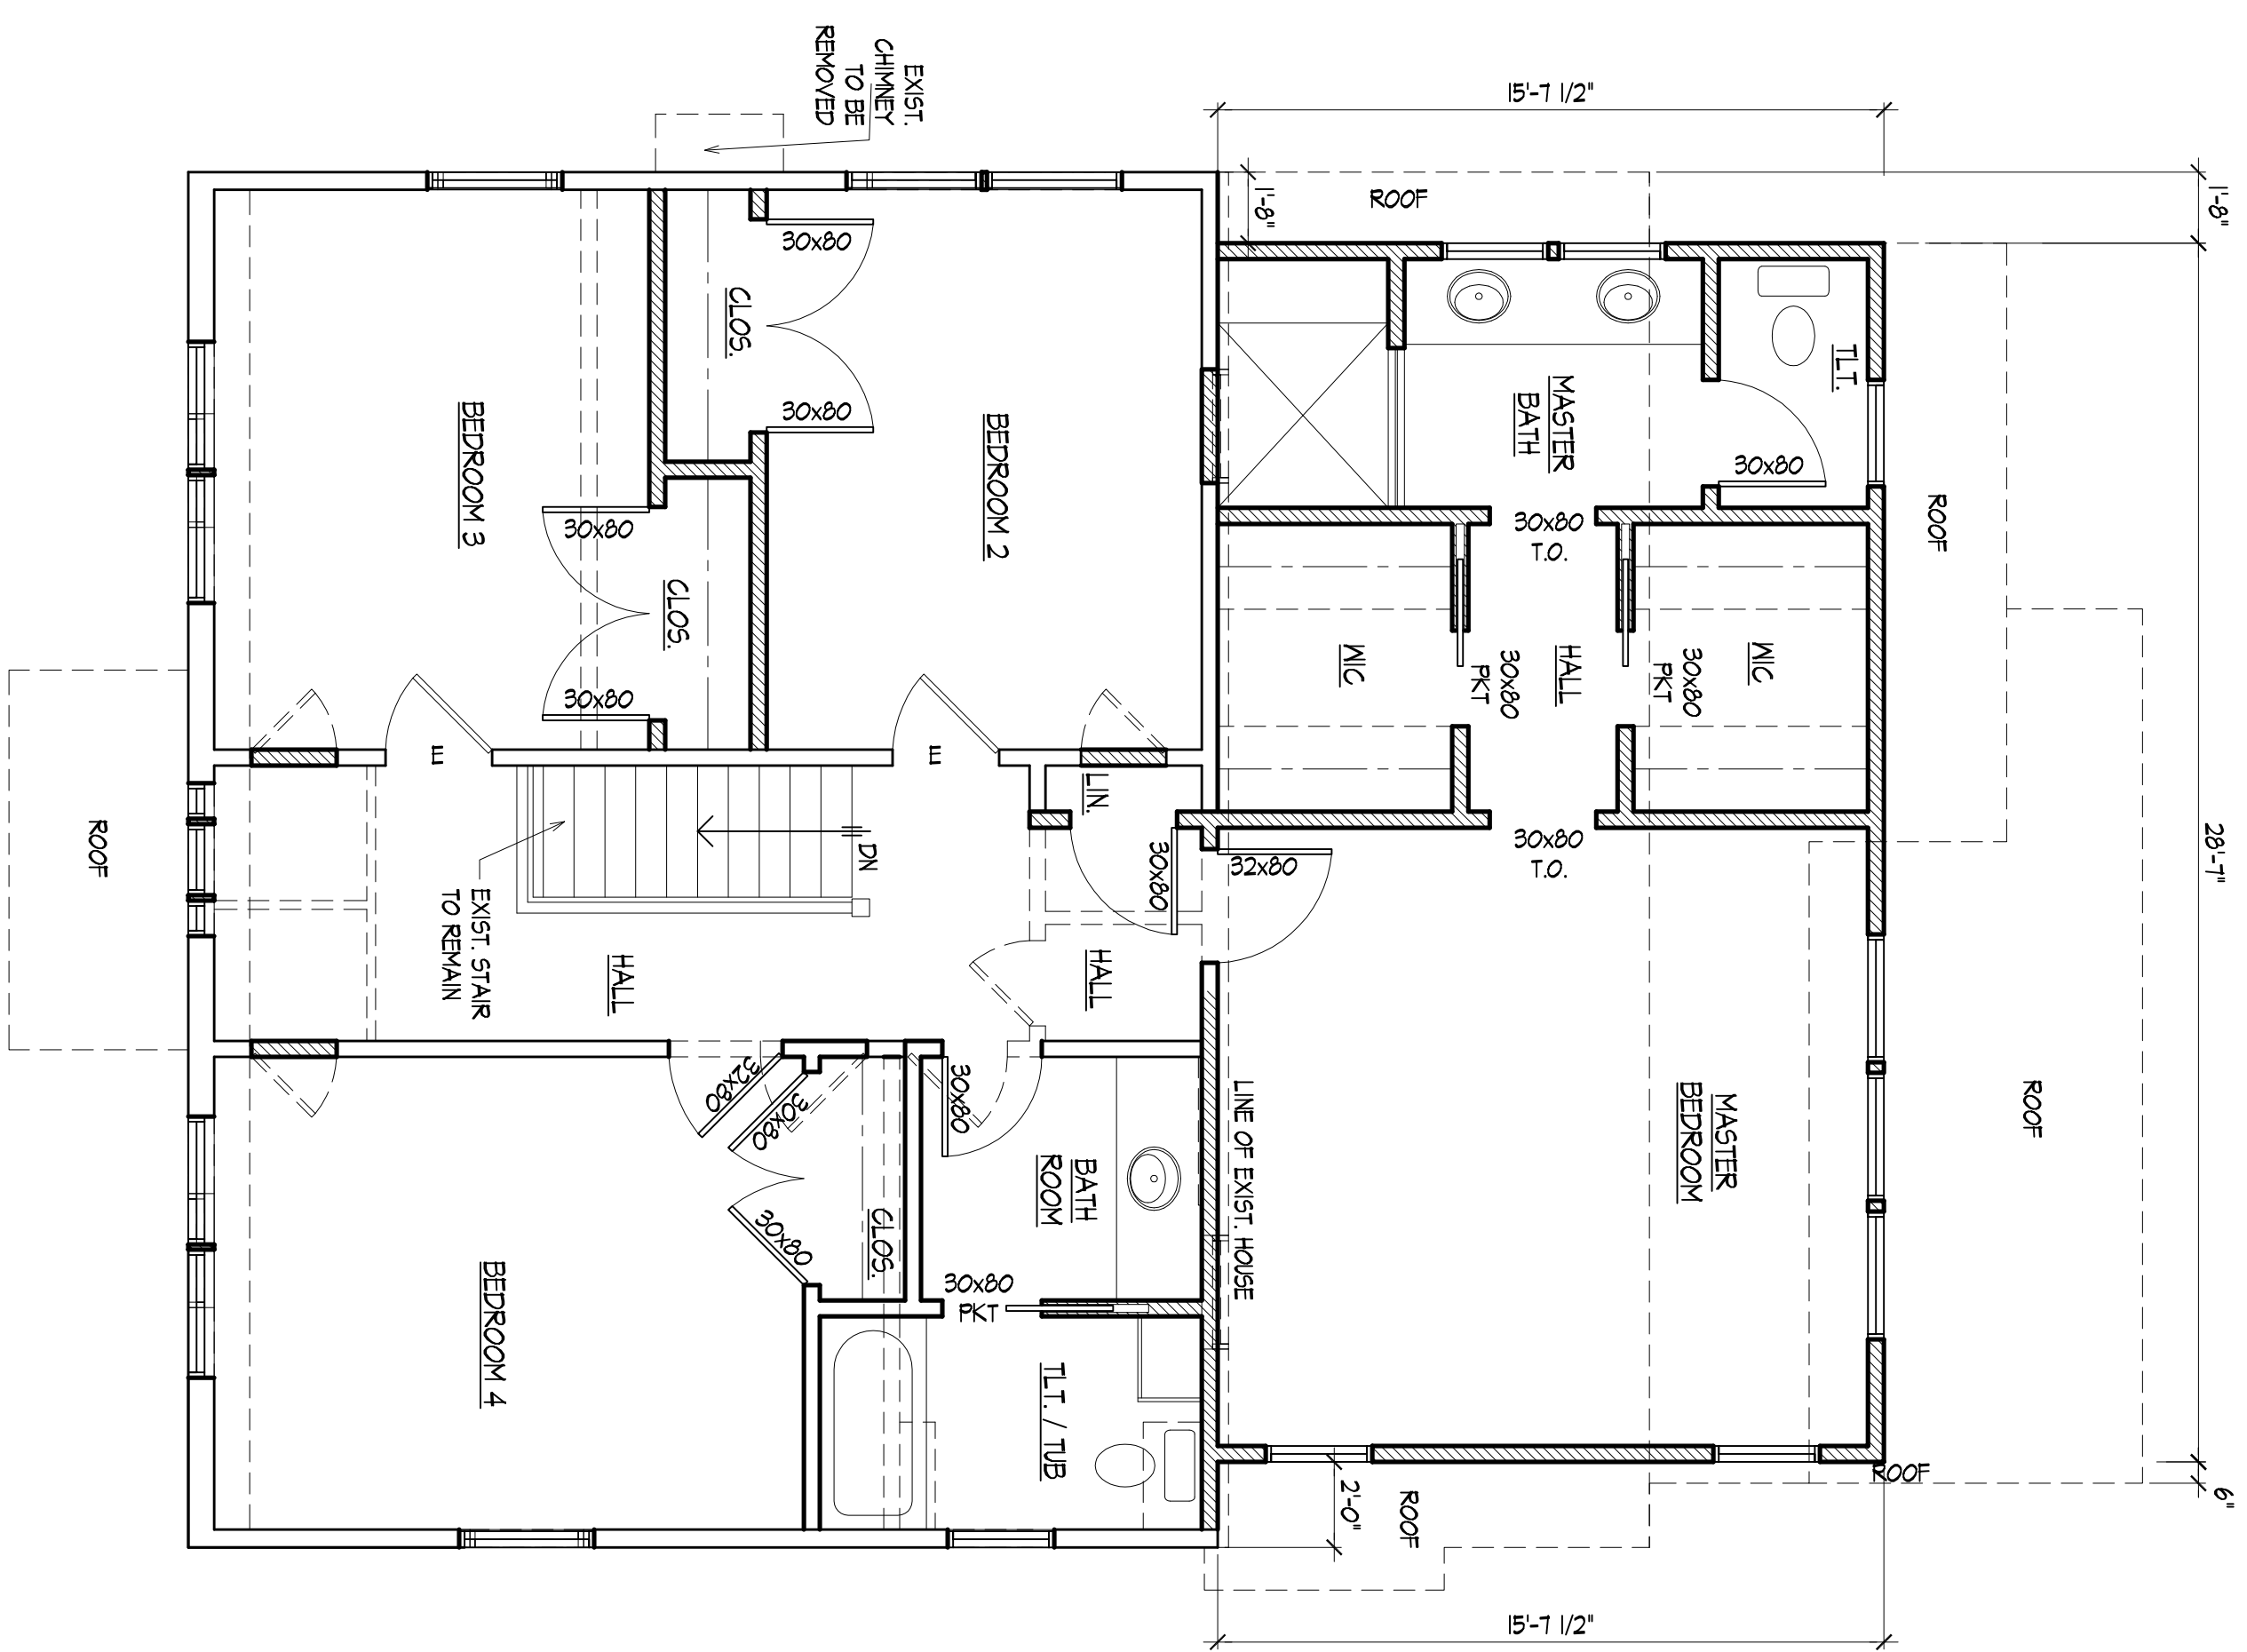 EXIST.
CHIMNEY
TO BE
REMOVED
15'-7 1/2"
1'-8"
1'-8"
ROOF
30x80
CLOS.
30x80
BEDROOM 2
BEDROOM 3
30x80
CLOS.
30x80
MASTER
BATH
TLT.
30x80
30x80
T.O.
ROOF
WIC
30x80
PKT
HALL
30x80
PKT
WIC
E
E
LIN.
30x80
32x80
30x80
T.O.
28'-7"
ROOF
DN
EXIST. STAIR
TO REMAIN
HALL
HALL
32x80
30x80
30x80
30x80
CLOS.
BATH
ROOM
LINE OF EXIST. HOUSE
MASTER
BEDROOM
ROOF
30x80
PKT
BEDROOM 4
TLT. / TUB
2'-0"
ROOF
ROOF
6"
15'-7 1/2"